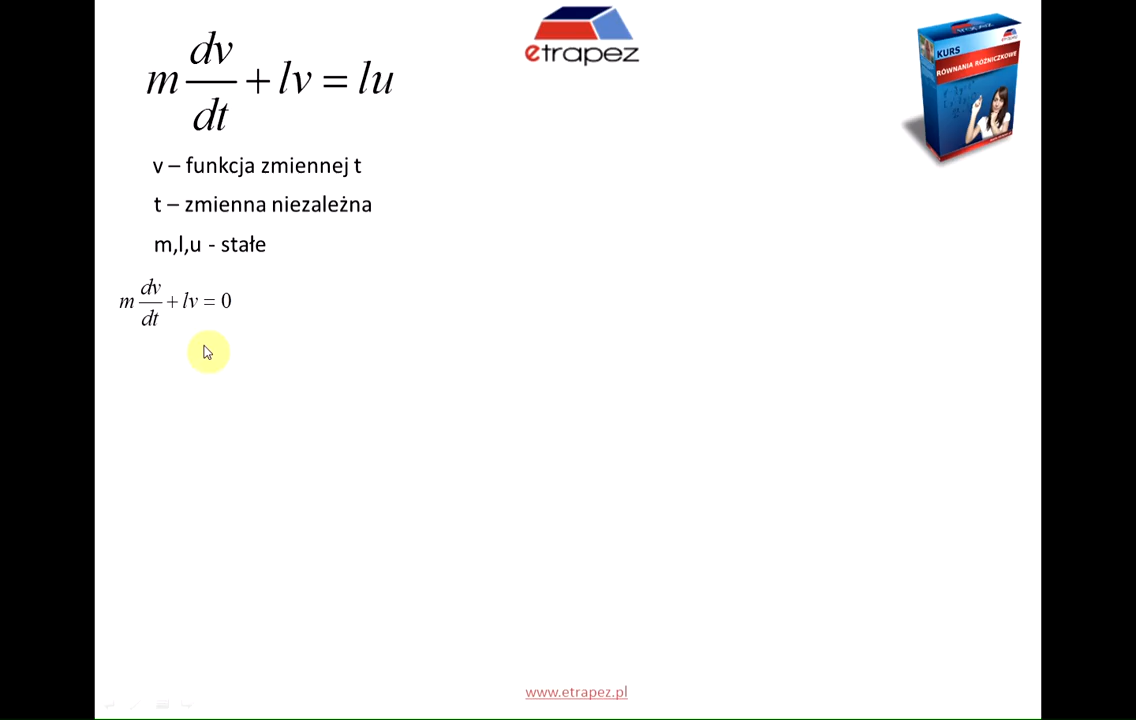 m dv/dt + lv = lu
etrapez
KURS
RÓWNANIA RÓŻNICZKOWE
v – funkcja zmiennej t
t – zmienna niezależna
m,l,u - stałe
m dv/dt + lv = 0
www.etrapez.pl